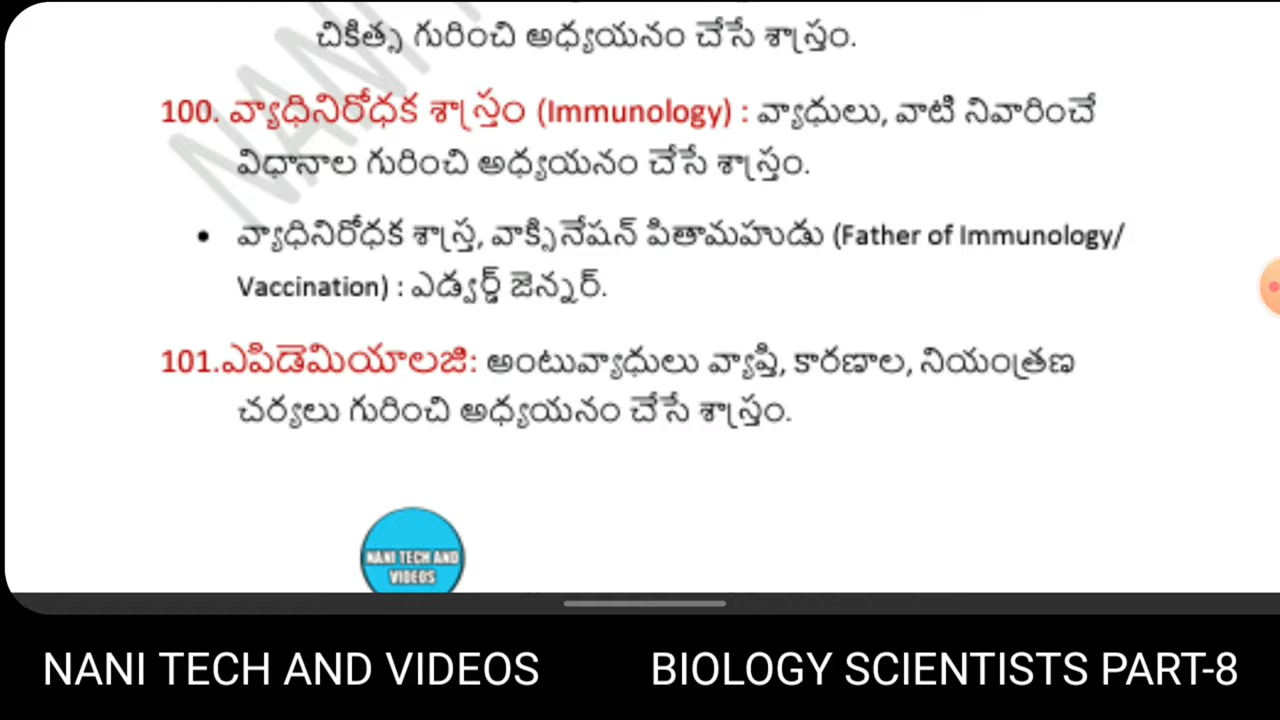 చికిత్స గురించి అధ్యయనం చేసే శాస్త్రం.
100. వ్యాధినిరోధక శాస్త్రం (Immunology) : వ్యాధులు, వాటి నివారించే
విధానాల గురించి అధ్యయనం చేసే శాస్త్రం.
• వ్యాధినిరోధక శాస్త్ర, వాక్సినేషన్ పితామహుడు (Father of Immunology/
Vaccination) : ఎడ్వర్డ్ జెన్నర్.
101.ఎపిడెమియాలజి: అంటువ్యాధులు వ్యాప్తి, కారణాల, నియంత్రణ
చర్యలు గురించి అధ్యయనం చేసే శాస్త్రం.
NANI TECH AND
VIDEOS
NANI TECH AND VIDEOS BIOLOGY SCIENTISTS PART-8